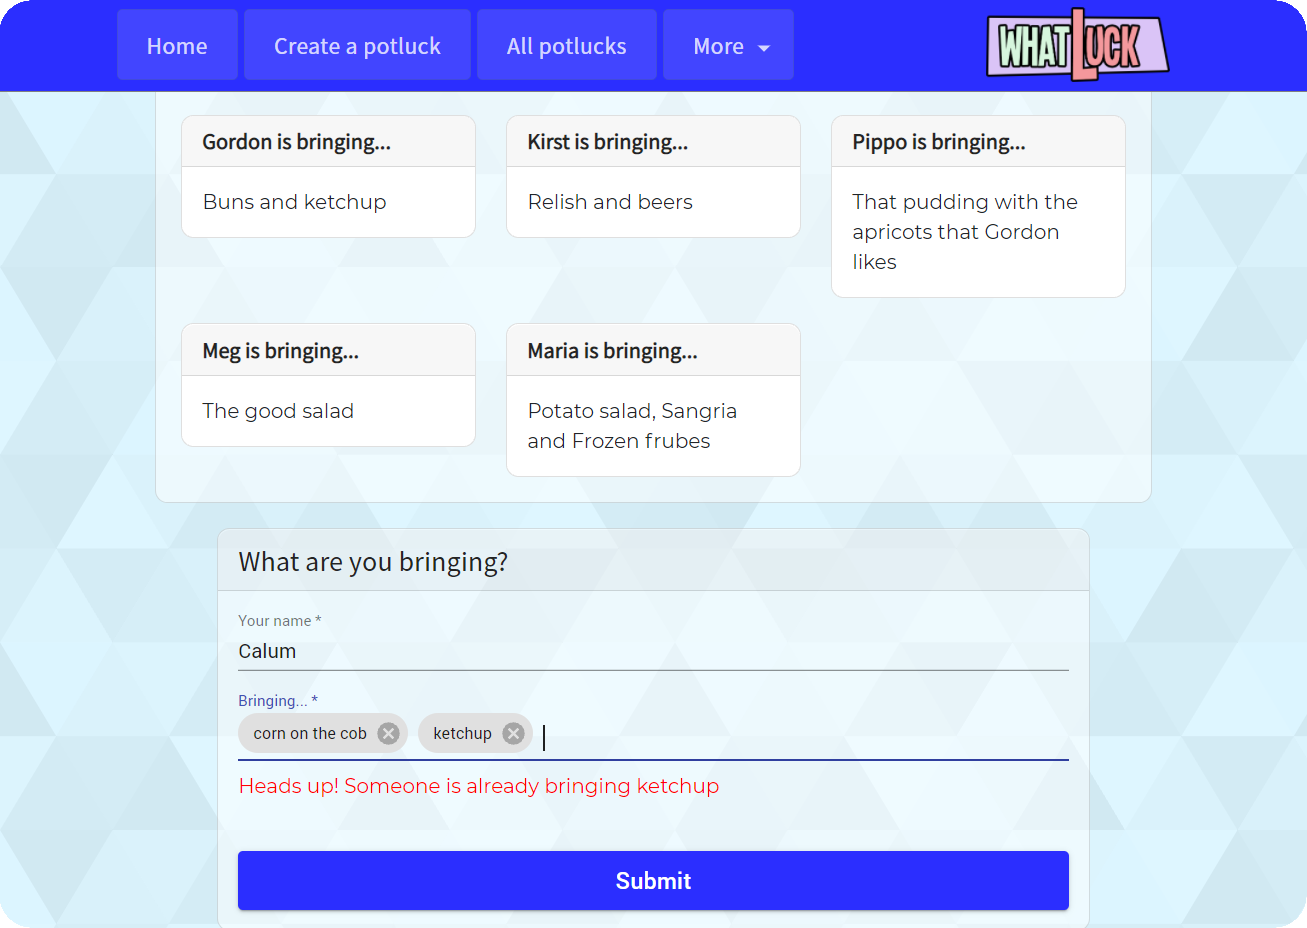 Home Create a potluck All potlucks More WHATLUCK
Gordon is bringing...
Buns and ketchup
Kirst is bringing...
Relish and beers
Pippo is bringing...
That pudding with the
apricots that Gordon
likes
Meg is bringing...
The good salad
Maria is bringing...
Potato salad, Sangria
and Frozen frubes
What are you bringing?
Your name *
Calum
Bringing... *
corn on the cob ketchup
Heads up! Someone is already bringing ketchup
Submit